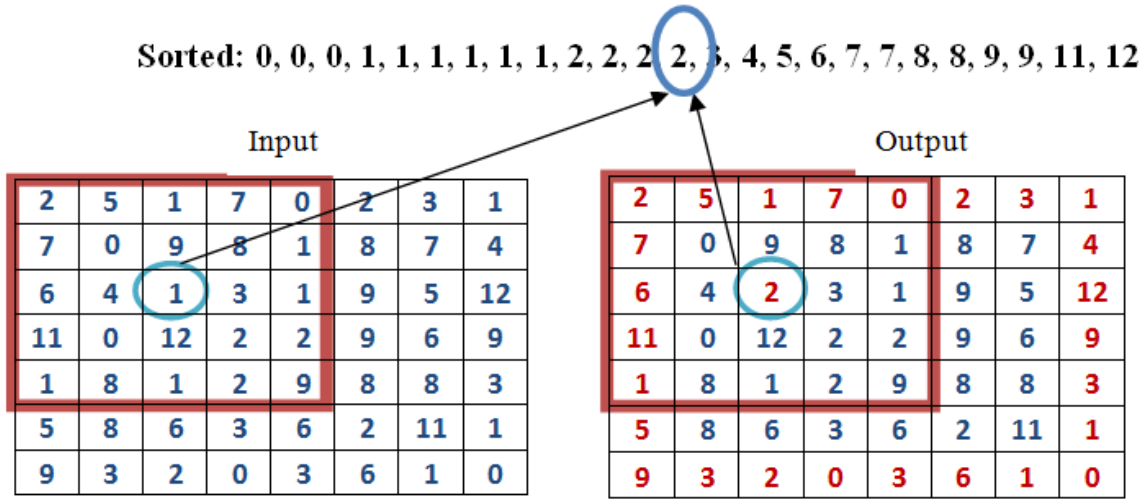 Sorted: 0, 0, 0, 1, 1, 1, 1, 1, 1, 2, 2, 2, 2, 3, 4, 5, 6, 7, 7, 8, 8, 9, 9, 11, 12
Input
2 5 1 7 0 2 3 1
7 0 9 8 1 8 7 4
6 4 1 3 1 9 5 12
11 0 12 2 2 9 6 9
1 8 1 2 9 8 8 3
5 8 6 3 6 2 11 1
9 3 2 0 3 6 1 0
Output
2 5 1 7 0 2 3 1
7 0 9 8 1 8 7 4
6 4 2 3 1 9 5 12
11 0 12 2 2 9 6 9
1 8 1 2 9 8 8 3
5 8 6 3 6 2 11 1
9 3 2 0 3 6 1 0